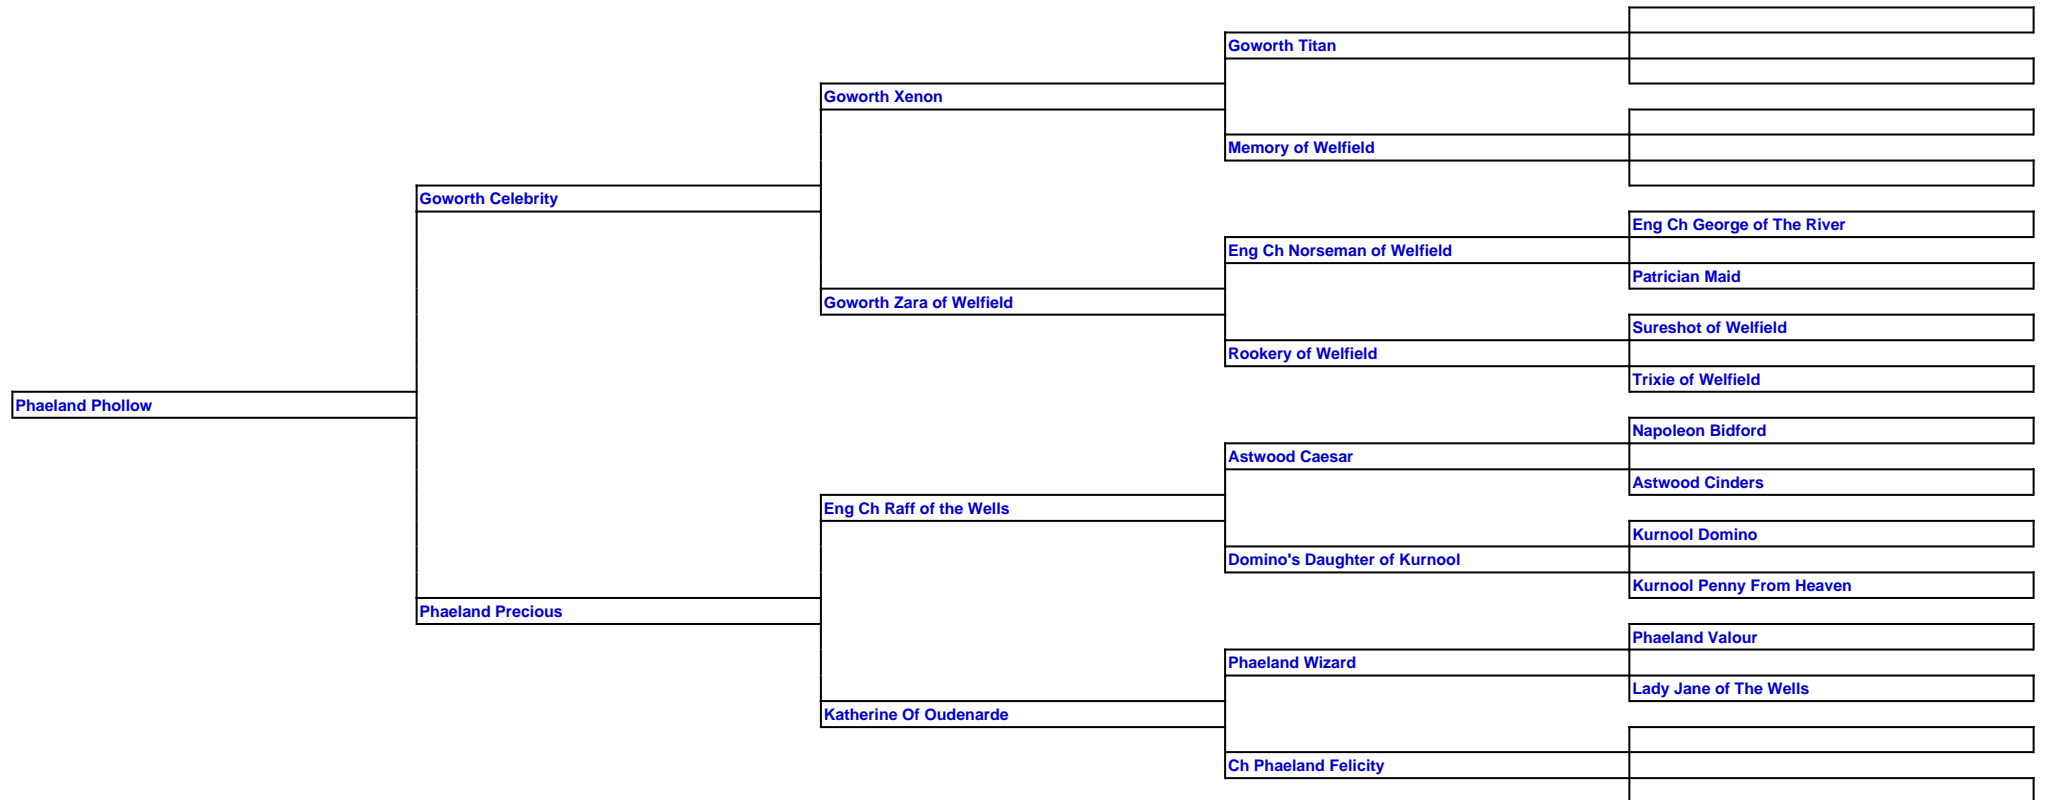 Goworth Titan
Goworth Xenon
Memory of Welfield
Goworth Celebrity
Eng Ch George of The River
Eng Ch Norseman of Welfield
Patrician Maid
Goworth Zara of Welfield
Sureshot of Welfield
Rookery of Welfield
Trixie of Welfield
Phaeland Phollow
Napoleon Bidford
Astwood Caesar
Astwood Cinders
Eng Ch Raff of the Wells
Kurnool Domino
Domino's Daughter of Kurnool
Kurnool Penny From Heaven
Phaeland Precious
Phaeland Valour
Phaeland Wizard
Lady Jane of The Wells
Katherine Of Oudenarde
Ch Phaeland Felicity